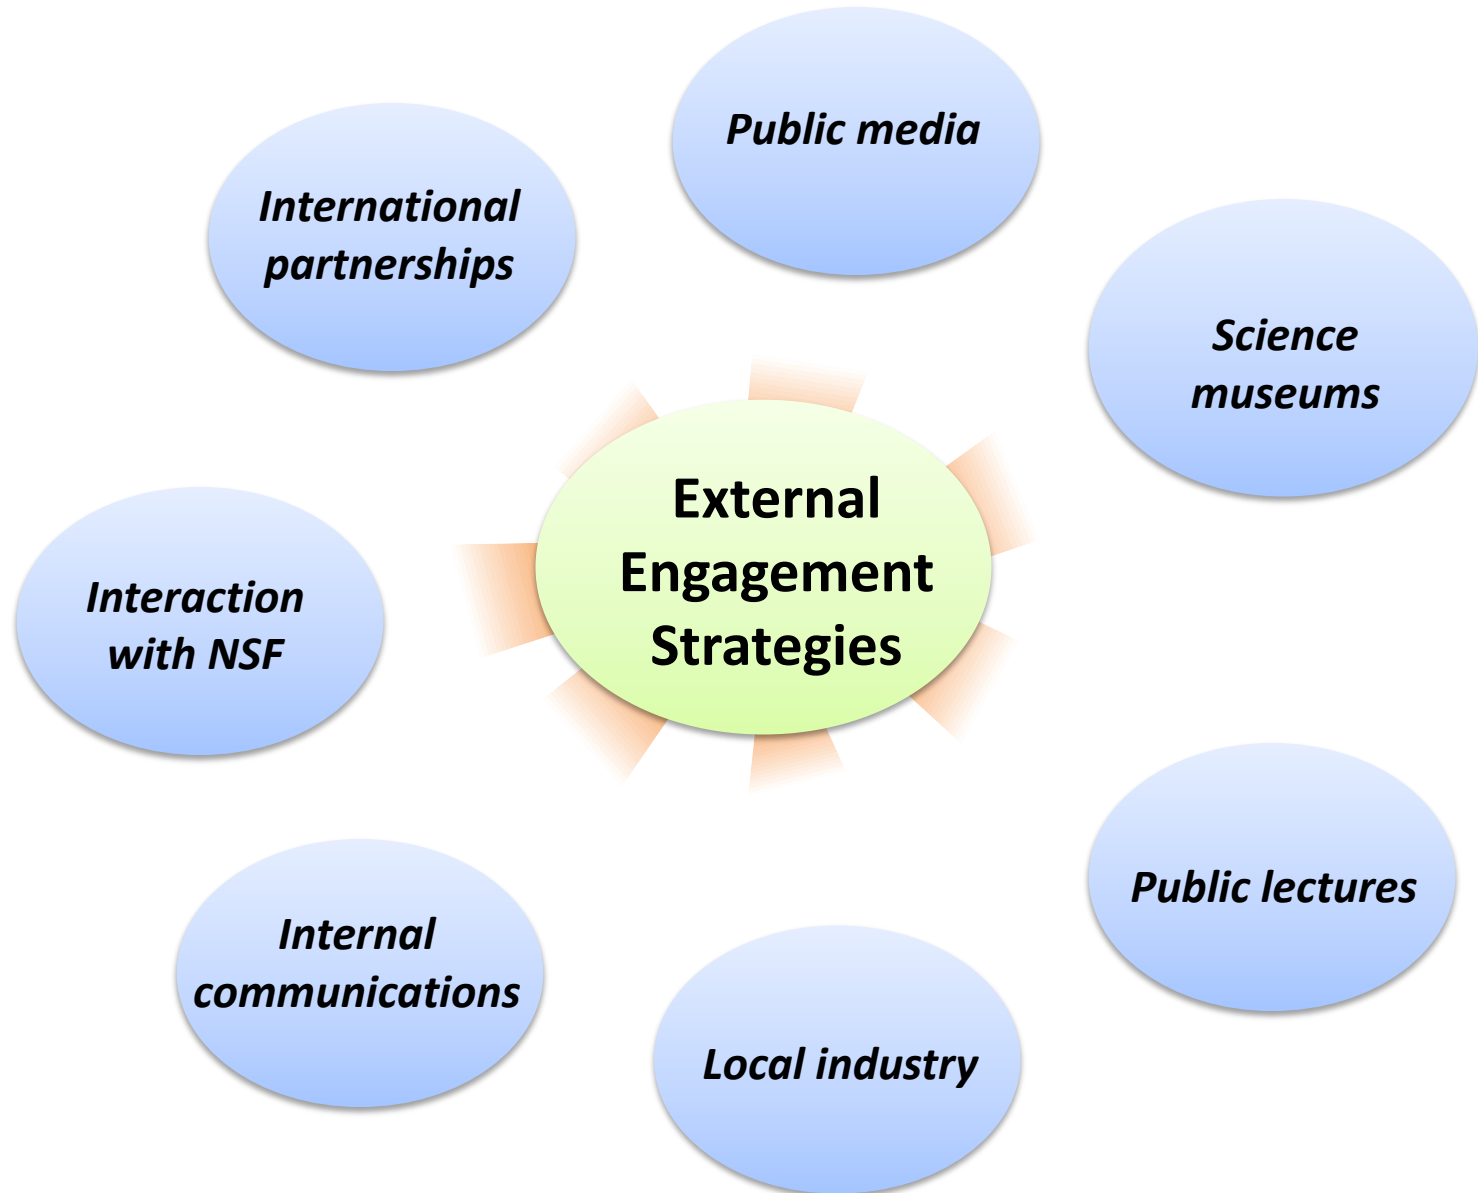 Public media
International
partnerships
Science
museums
External
Engagement
Strategies
Interaction
with NSF
Public lectures
Internal
communications
Local industry